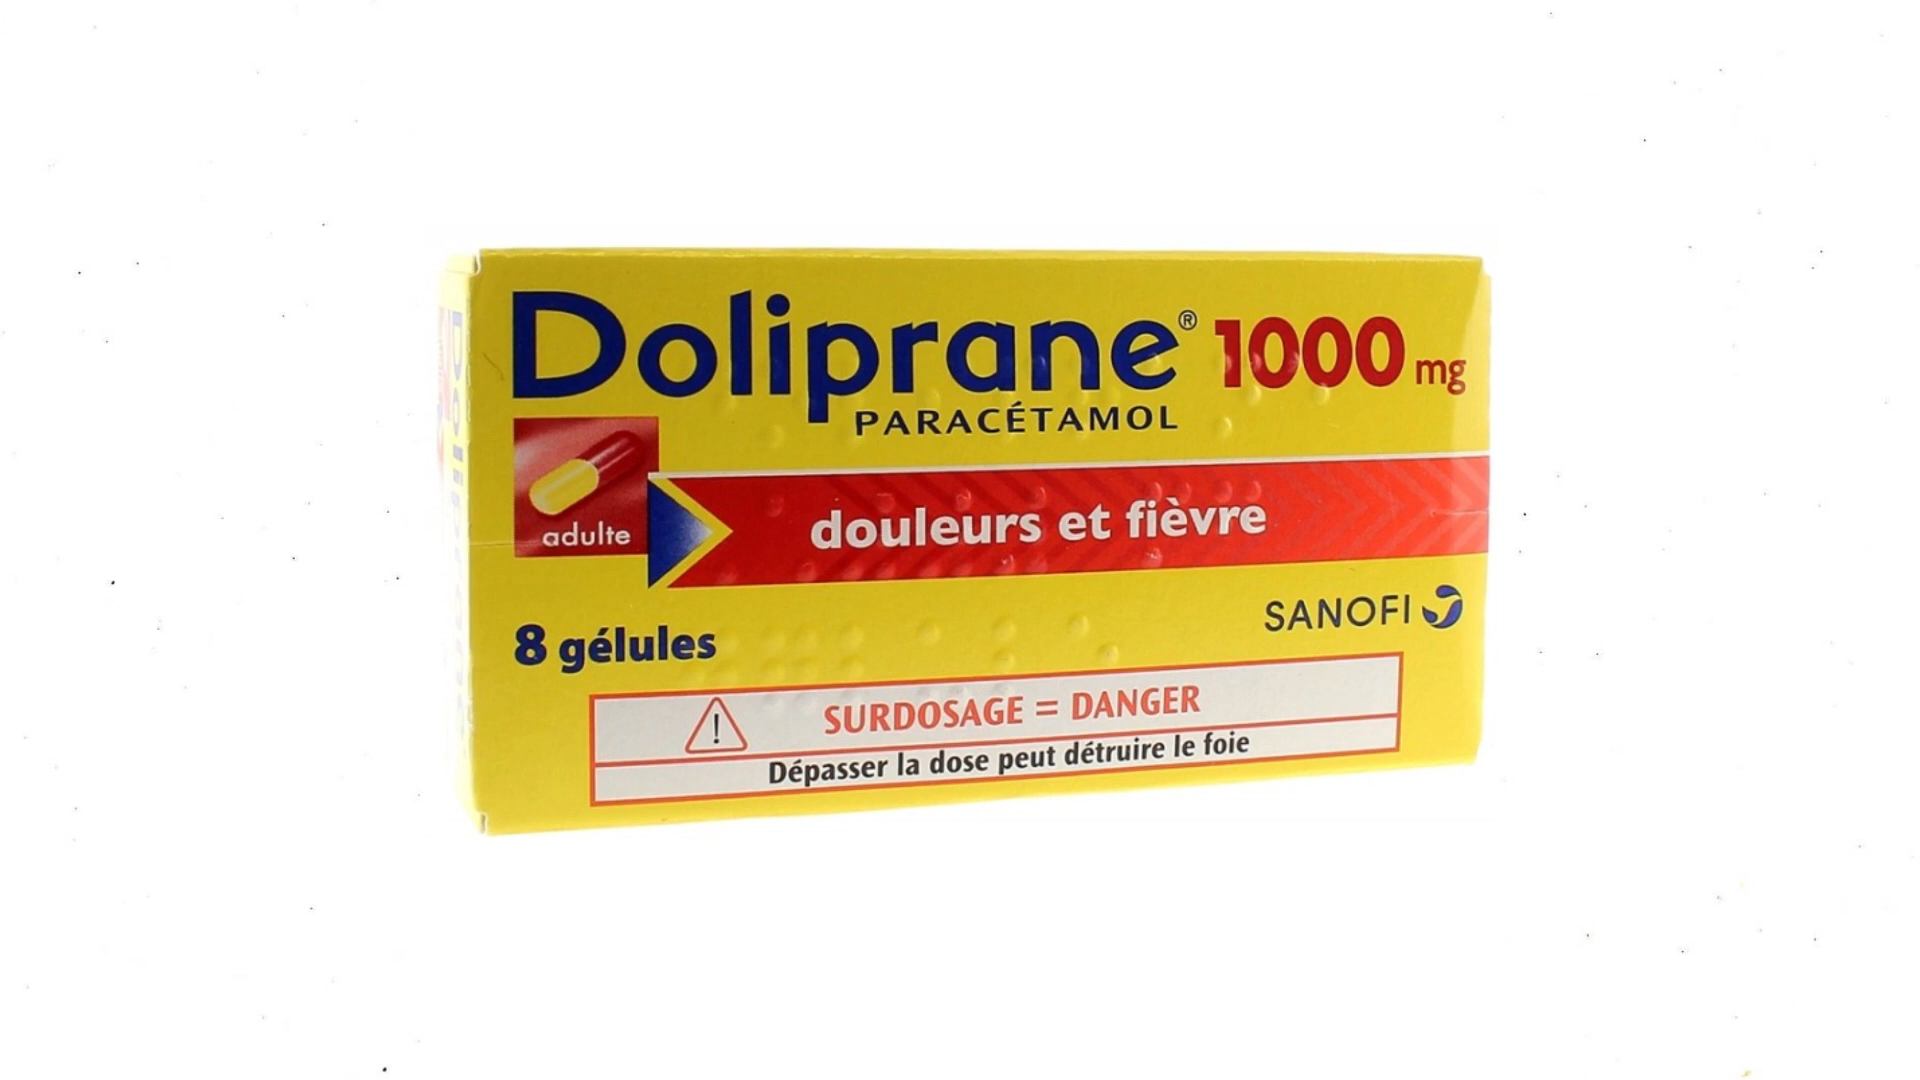 Doliprane® 1000 mg
PARACÉTAMOL
adulte
douleurs et fièvre
8 gélules
SANOFI
SURDOSAGE = DANGER
Dépasser la dose peut détruire le foie
Doliprane